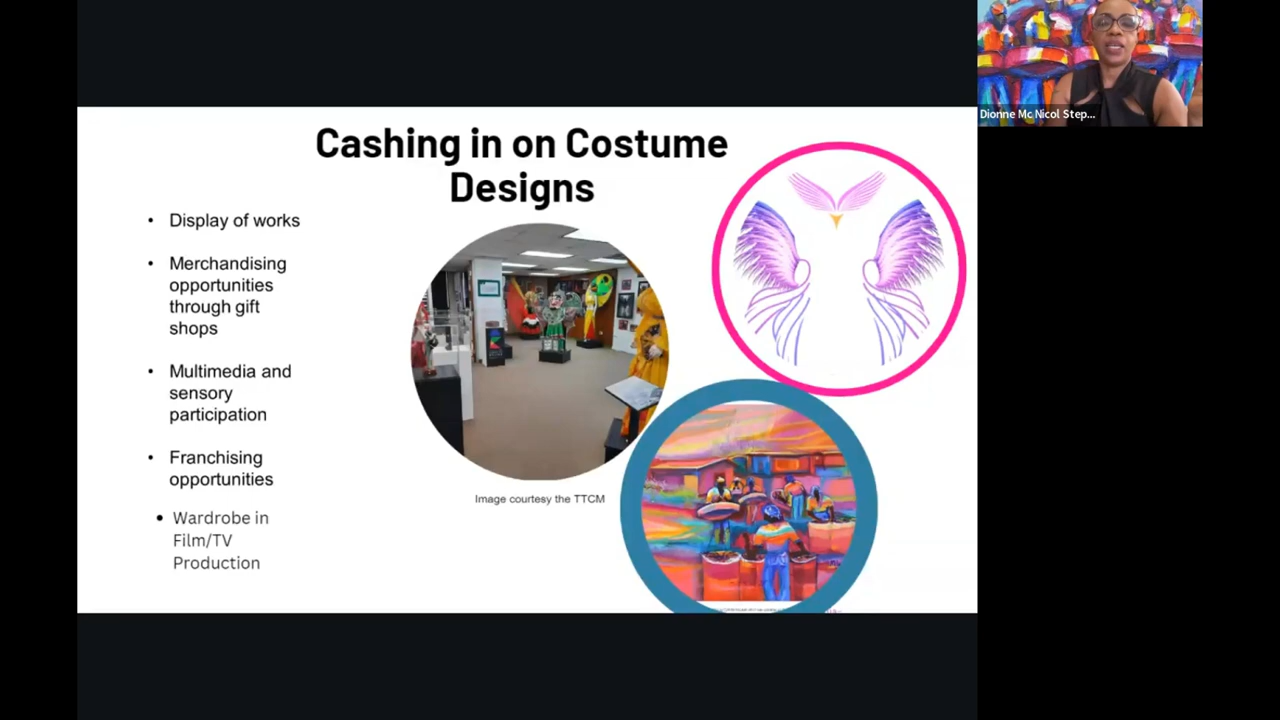 Cashing in on Costume
Designs
• Display of works
• Merchandising
opportunities
through gift
shops
• Multimedia and
sensory
participation
• Franchising
opportunities
• Wardrobe in
Film/TV
Production
Image courtesy the TTCM
Dionne Mc Nicol Step...